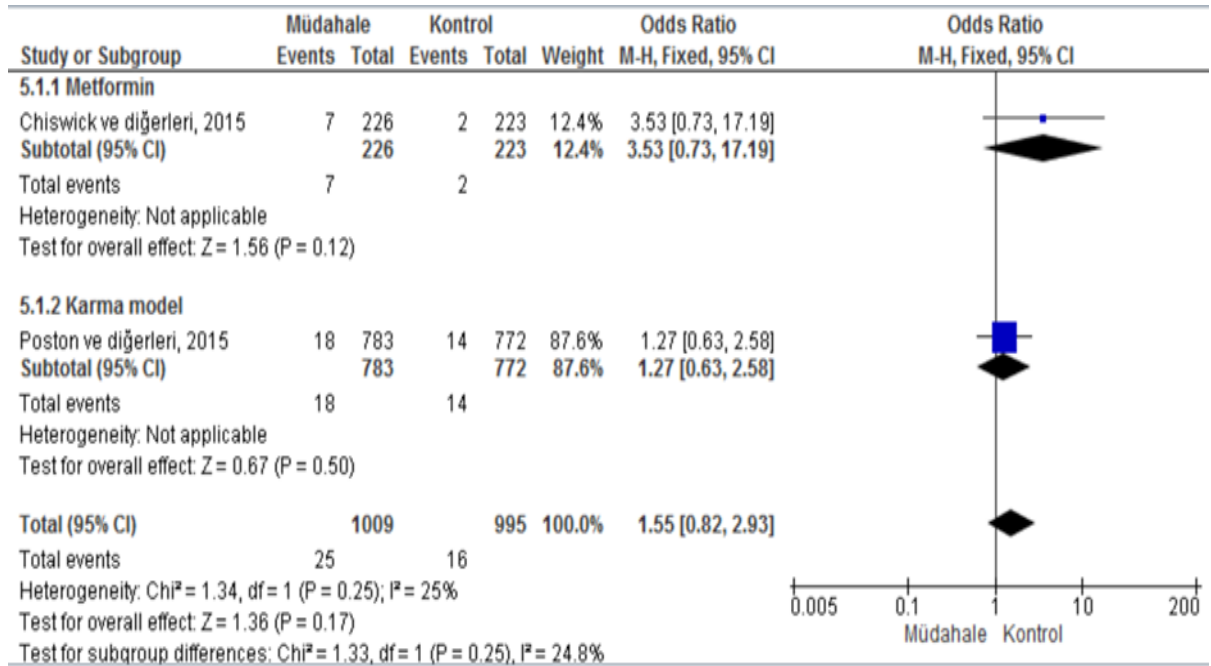 Müdahale Kontrol Odds Ratio Odds Ratio
Study or Subgroup Events Total Events Total Weight M-H, Fixed, 95% CI M-H, Fixed, 95% CI
5.1.1 Metformin
Chiswick ve diğerleri, 2015 7 226 2 223 12.4% 3.53 [0.73, 17.19]
Subtotal (95% CI) 226 223 12.4% 3.53 [0.73, 17.19]
Total events 7 2
Heterogeneity: Not applicable
Test for overall effect: Z = 1.56 (P = 0.12)
5.1.2 Karma model
Poston ve diğerleri, 2015 18 783 14 772 87.6% 1.27 [0.63, 2.58]
Subtotal (95% CI) 783 772 87.6% 1.27 [0.63, 2.58]
Total events 18 14
Heterogeneity: Not applicable
Test for overall effect: Z = 0.67 (P = 0.50)
Total (95% CI) 1009 995 100.0% 1.55 [0.82, 2.93]
Total events 25 16
Heterogeneity: Chi² = 1.34, df = 1 (P = 0.25); I² = 25%
Test for overall effect: Z = 1.36 (P = 0.17)
Test for subgroup differences: Chi² = 1.33, df = 1 (P = 0.25), I² = 24.8%
0.005 0.1 1 10 200
Müdahale Kontrol